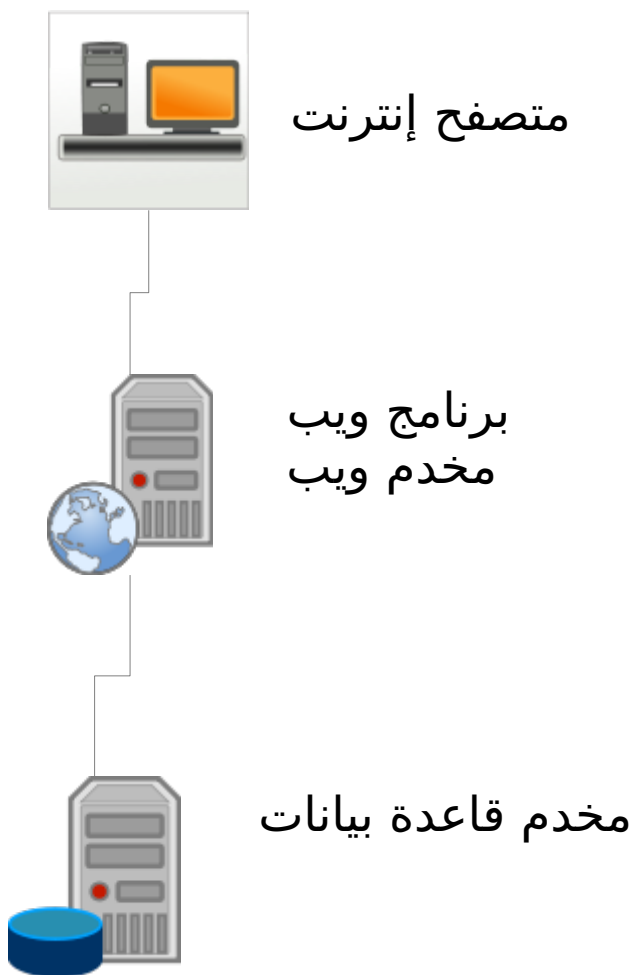 متصفح إنترنت
برنامج ويب
مخدم ويب
مخدم قاعدة بيانات